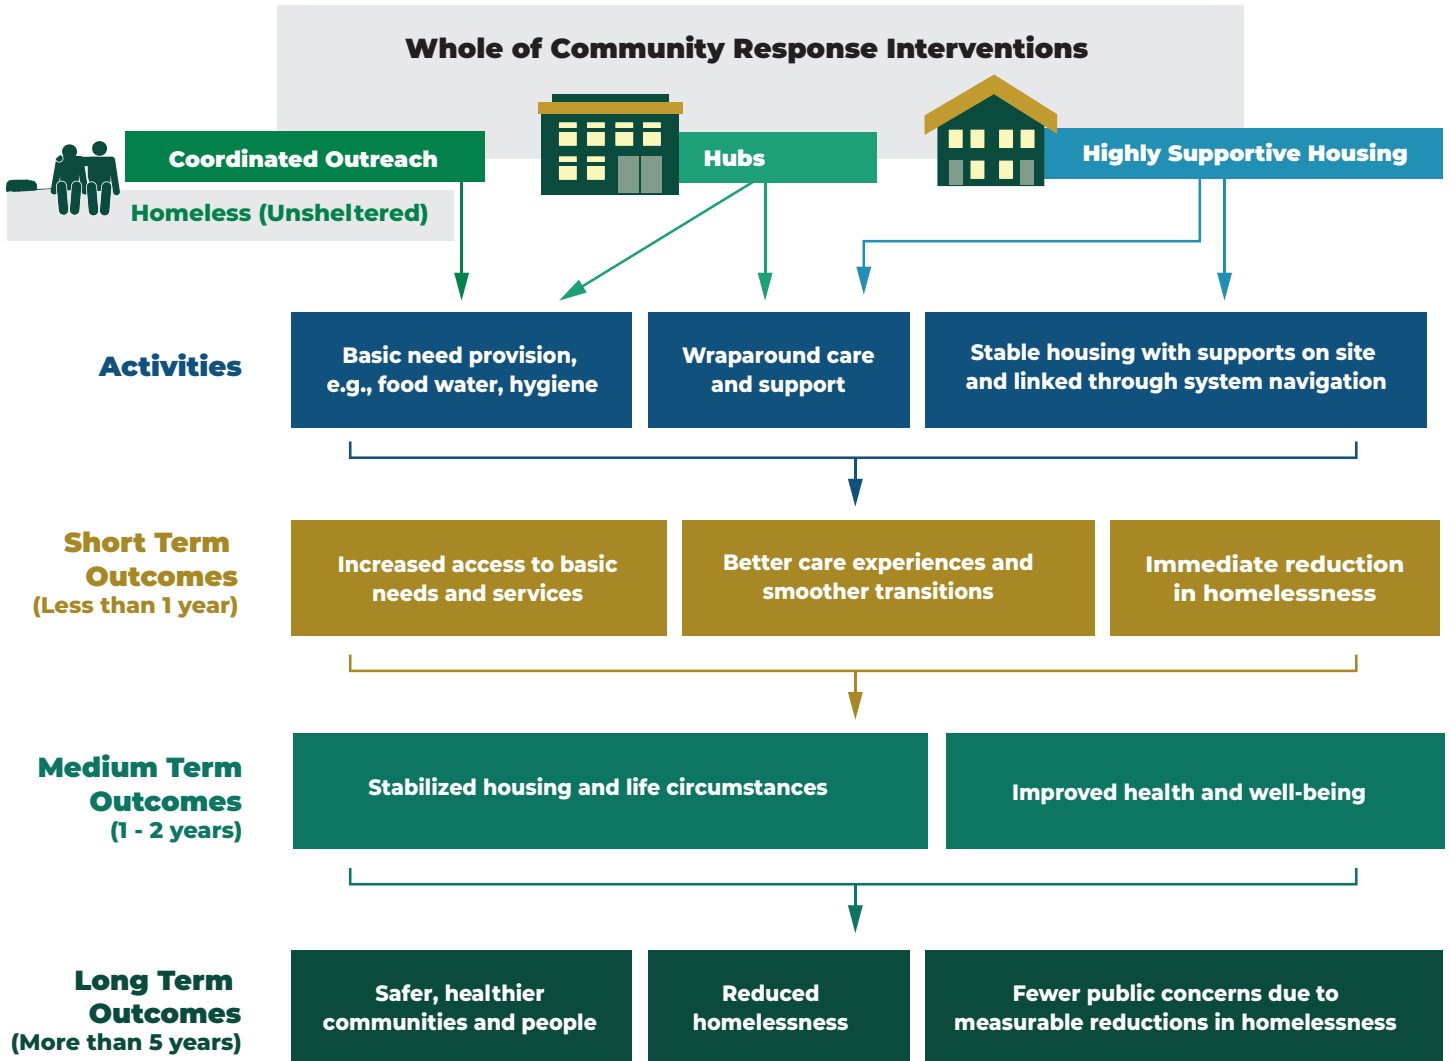 Whole of Community Response Interventions
Coordinated Outreach
Hubs
Highly Supportive Housing
Homeless (Unsheltered)
Activities
Basic need provision,
e.g., food water, hygiene
Wraparound care
and support
Stable housing with supports on site
and linked through system navigation
Short Term
Outcomes
(Less than 1 year)
Increased access to basic
needs and services
Better care experiences and
smoother transitions
Immediate reduction
in homelessness
Medium Term
Outcomes
(1 - 2 years)
Stabilized housing and life circumstances
Improved health and well-being
Long Term
Outcomes
(More than 5 years)
Safer, healthier
communities and people
Reduced
homelessness
Fewer public concerns due to
measurable reductions in homelessness